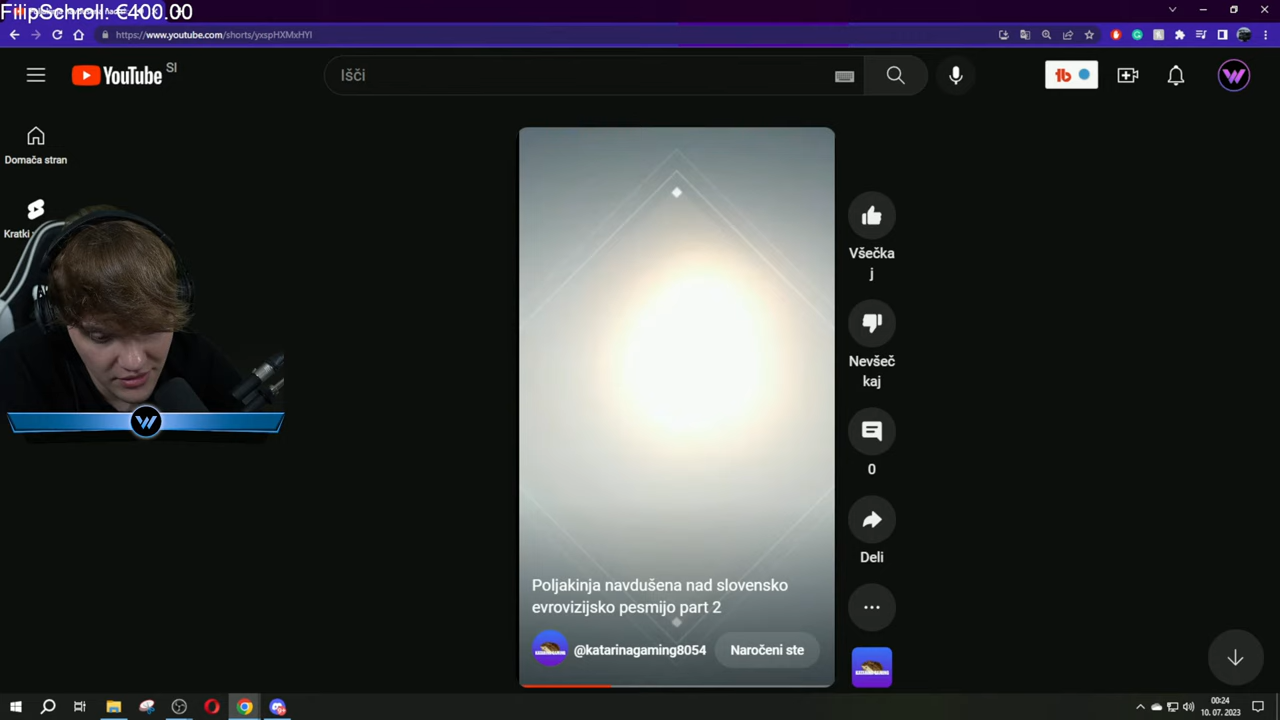 FilipSchroll: €400.00
https://www.youtube.com/shorts/yxspHXMxHYI
YouTube SI
Išči
Domača stran
Kratki
Všečka
j
Nevšeč
kaj
0
Deli
Poljakinja navdušena nad slovensko
evrovizijsko pesmijo part 2
@katarinagaming8054
Naročeni ste
00:24
10. 07. 2023